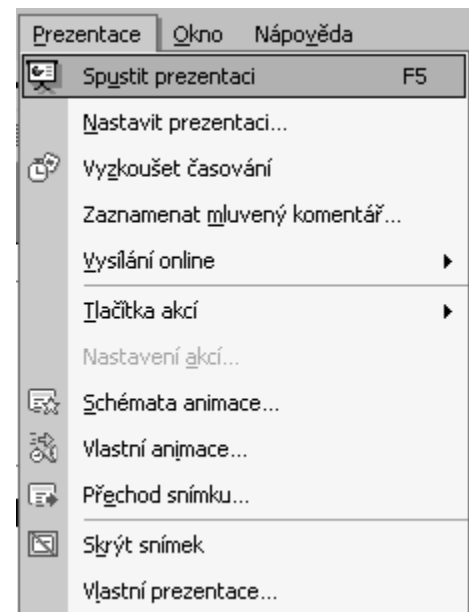 Prezentace Okno Nápověda
Spustit prezentaci F5
Nastavit prezentaci...
Vyzkoušet časování
Zaznamenat mluvený komentář...
Vysílání online
Tlačítka akcí
Nastavení akcí...
Schémata animace...
Vlastní animace...
Přechod snímku...
Skrýt snímek
Vlastní prezentace...